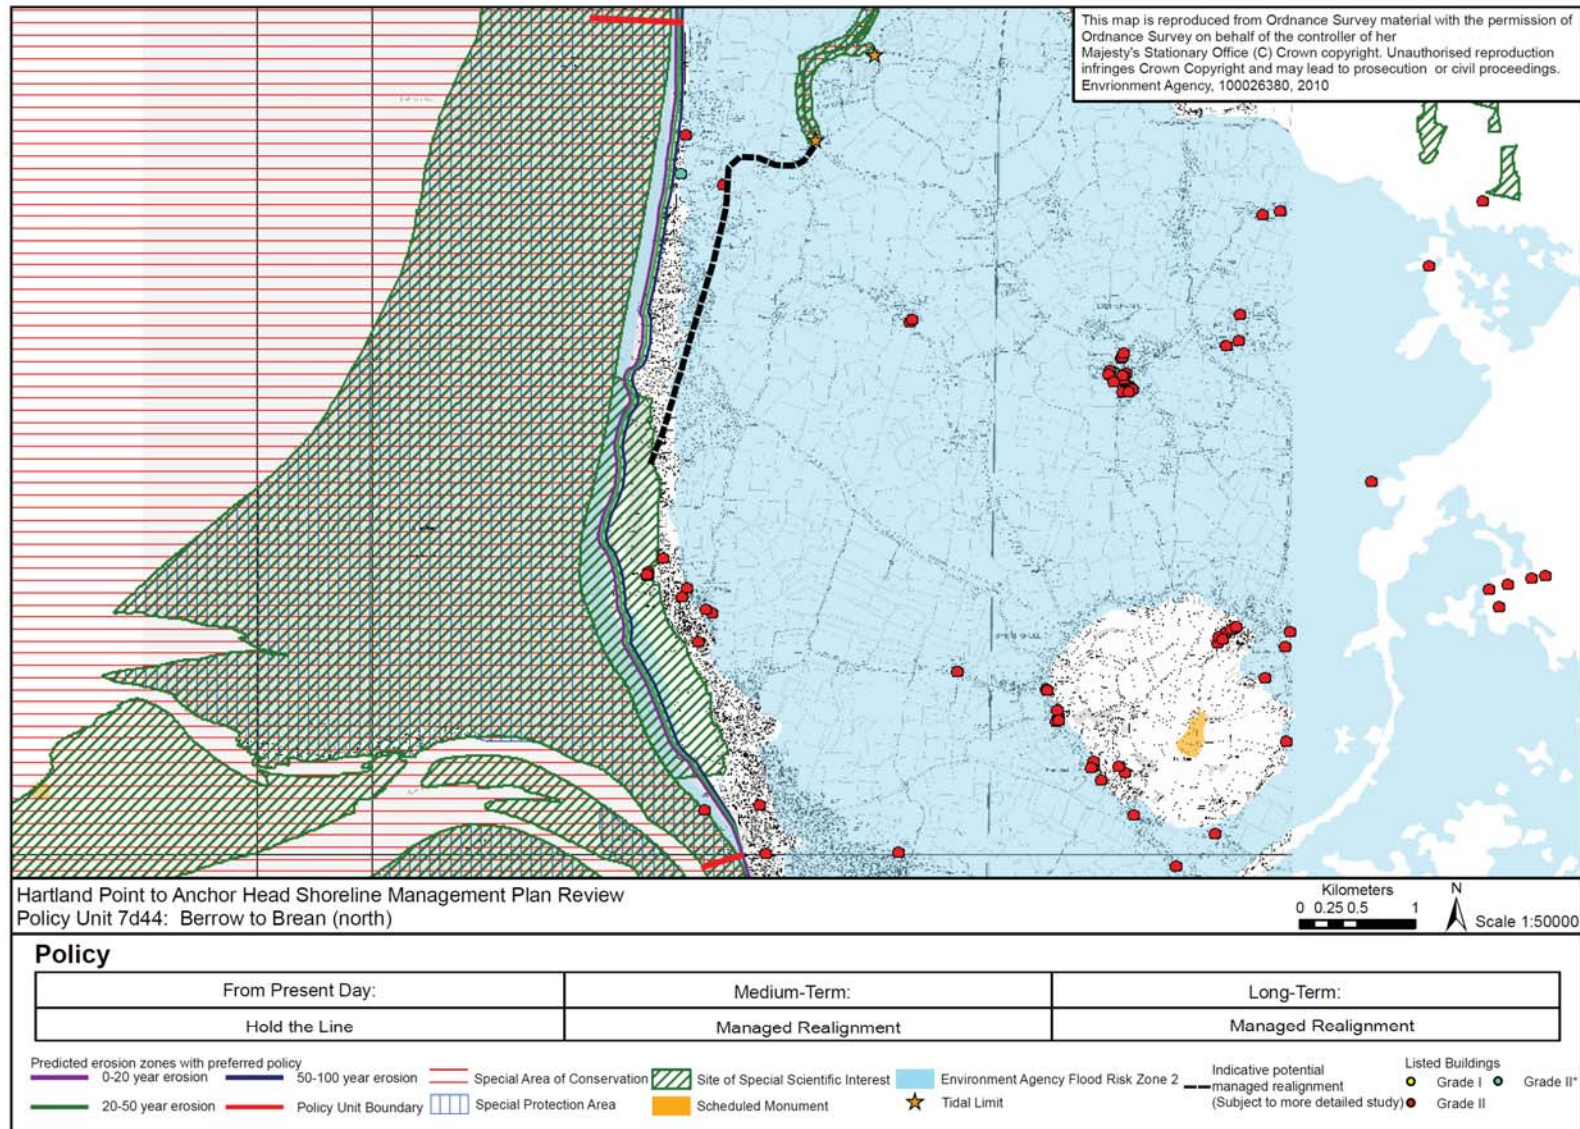 This map is reproduced from Ordnance Survey material with the permission of
Ordnance Survey on behalf of the controller of her
Majesty's Stationary Office (C) Crown copyright. Unauthorised reproduction
infringes Crown Copyright and may lead to prosecution or civil proceedings.
Envrionment Agency, 100026380, 2010
Hartland Point to Anchor Head Shoreline Management Plan Review
Policy Unit 7d44: Berrow to Brean (north)
Kilometers
0 0.25 0.5 1
N
Scale 1:50000
Policy
From Present Day: Medium-Term: Long-Term:
Hold the Line Managed Realignment Managed Realignment
Predicted erosion zones with preferred policy
0-20 year erosion
20-50 year erosion
50-100 year erosion
Policy Unit Boundary
Special Area of Conservation
Special Protection Area
Site of Special Scientific Interest
Scheduled Monument
Environment Agency Flood Risk Zone 2
Tidal Limit
Indicative potential
managed realignment
(Subject to more detailed study)
Listed Buildings
Grade I
Grade II*
Grade II